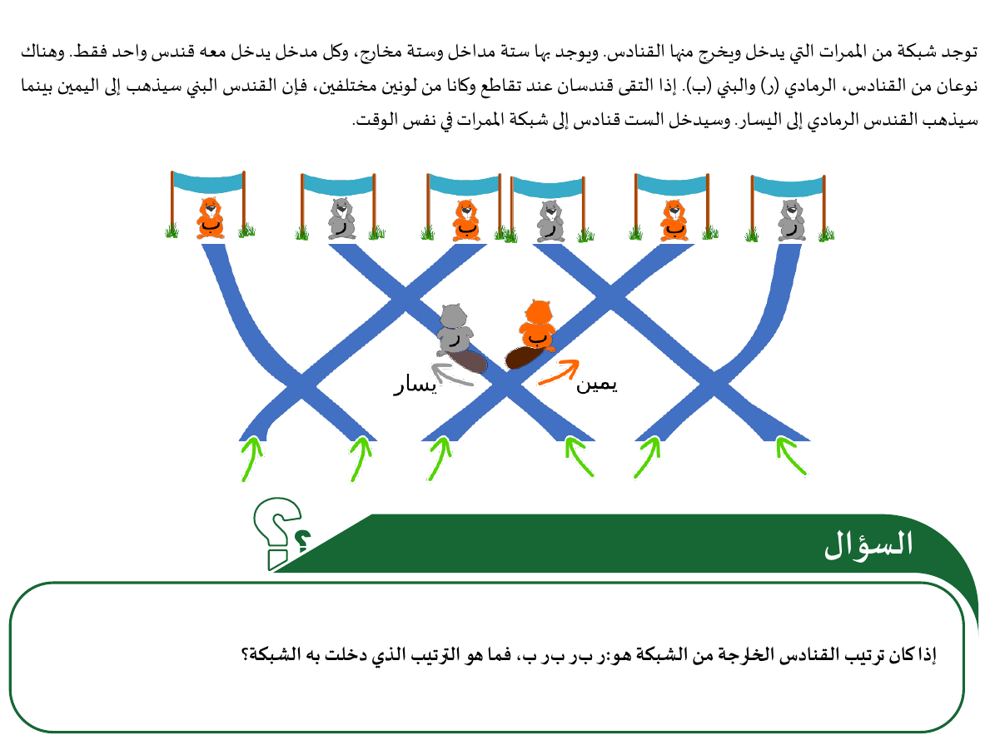 توجد شبكة من الممرات التي يدخل ويخرج منها القنادس. ويوجد بها ستة مداخل وستة مخارج، وكل مدخل يدخل معه قندس واحد فقط. وهناك
نوعان من القنادس، الرمادي (ر) والبني (ب). إذا التقى قندسان عند تقاطع وكانا من لونين مختلفين، فإن القندس البني سيذهب إلى اليمين بينما
سيذهب القندس الرمادي إلى اليسار. وسيدخل الست قنادس إلى شبكة الممرات في نفس الوقت.
ر ب ر ب ر ب
ب ر
يمين يسار
؟ ؟
السؤال
إذا كان ترتيب القنادس الخارجة من الشبكة هو:ر ب ر ب ر ب، فما هو الترتيب الذي دخلت به الشبكة؟